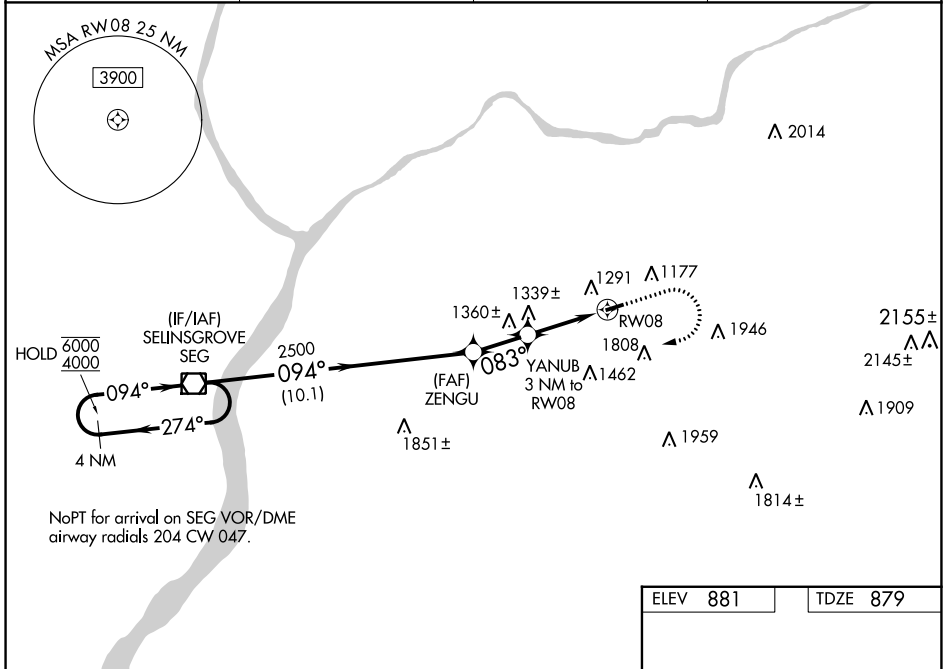 MSA RW08 25 NM
3900
2014
1291
1177
1339±
1360±
(IF/IAF)
SELINSGROVE
SEG
RW08
1946
2155±
HOLD 6000
4000
2500
094°
(10.1)
094°
083°
(FAF)
ZENGU
YANUB
3 NM to
RW08
1808
1462
2145±
274°
1909
4 NM
1851±
1959
1814±
NoPT for arrival on SEG VOR/DME
airway radials 204 CW 047.
ELEV 881
TDZE 879